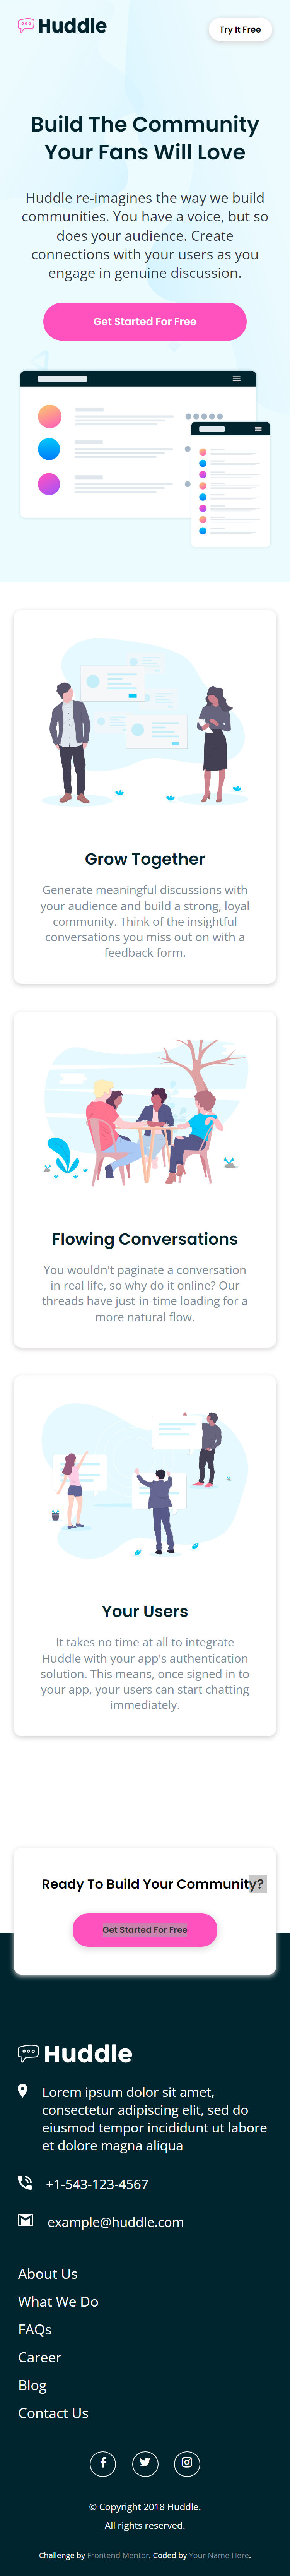 Huddle
Try It Free
Build The Community
Your Fans Will Love
Huddle re-imagines the way we build
communities. You have a voice, but so
does your audience. Create
connections with your users as you
engage in genuine discussion.
Get Started For Free
Grow Together
Generate meaningful discussions with
your audience and build a strong, loyal
community. Think of the insightful
conversations you miss out on with a
feedback form.
Flowing Conversations
You wouldn't paginate a conversation
in real life, so why do it online? Our
threads have just-in-time loading for a
more natural flow.
Your Users
It takes no time at all to integrate
Huddle with your app's authentication
solution. This means, once signed in to
your app, your users can start chatting
immediately.
Ready To Build Your Community?
Get Started For Free
Huddle
Lorem ipsum dolor sit amet,
consectetur adipiscing elit, sed do
eiusmod tempor incididunt ut labore
et dolore magna aliqua
+1-543-123-4567
example@huddle.com
About Us
What We Do
FAQs
Career
Blog
Contact Us
© Copyright 2018 Huddle.
All rights reserved.
Challenge by Frontend Mentor. Coded by Your Name Here.